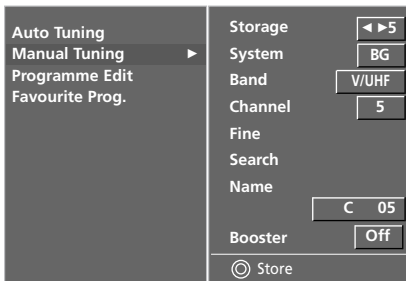 Auto Tuning
Manual Tuning ►
Programme Edit
Favourite Prog.
Storage ◄ ►5
System BG
Band V/UHF
Channel 5
Fine
Search
Name
C 05
Booster Off
Store